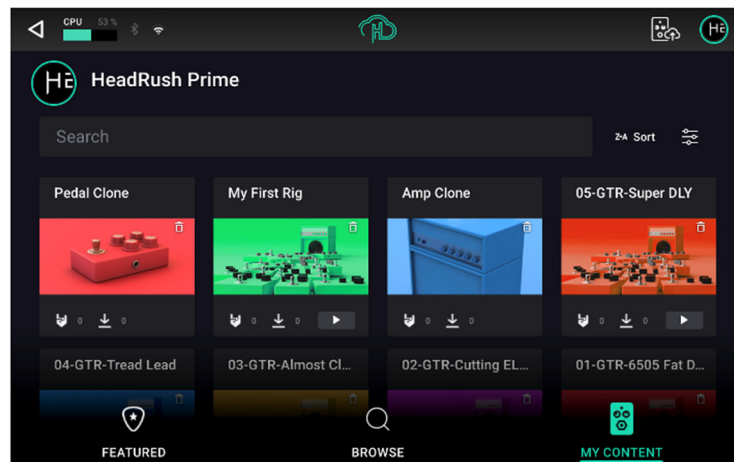 CPU 53%
HE
HE HeadRush Prime
Search
Z-A Sort
Pedal Clone
My First Rig
Amp Clone
05-GTR-Super DLY
0 0
0 0
0 0
0 0
04-GTR-Tread Lead
03-GTR-Almost Cl...
02-GTR-Cutting EL...
01-GTR-6505 Fat D...
FEATURED
BROWSE
MY CONTENT